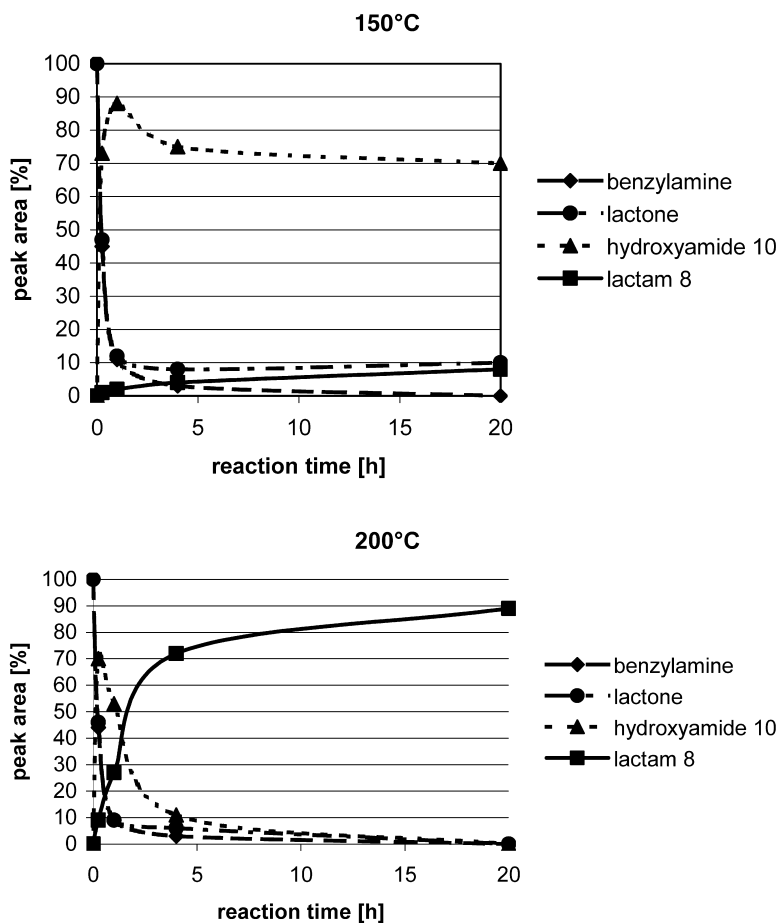 150°C
100
90
80
70
60
50
40
30
20
10
0
peak area [%]
0 5 10 15 20
reaction time [h]
benzylamine
lactone
hydroxyamide 10
lactam 8
200°C
100
90
80
70
60
50
40
30
20
10
0
peak area [%]
0 5 10 15 20
reaction time [h]
benzylamine
lactone
hydroxyamide 10
lactam 8